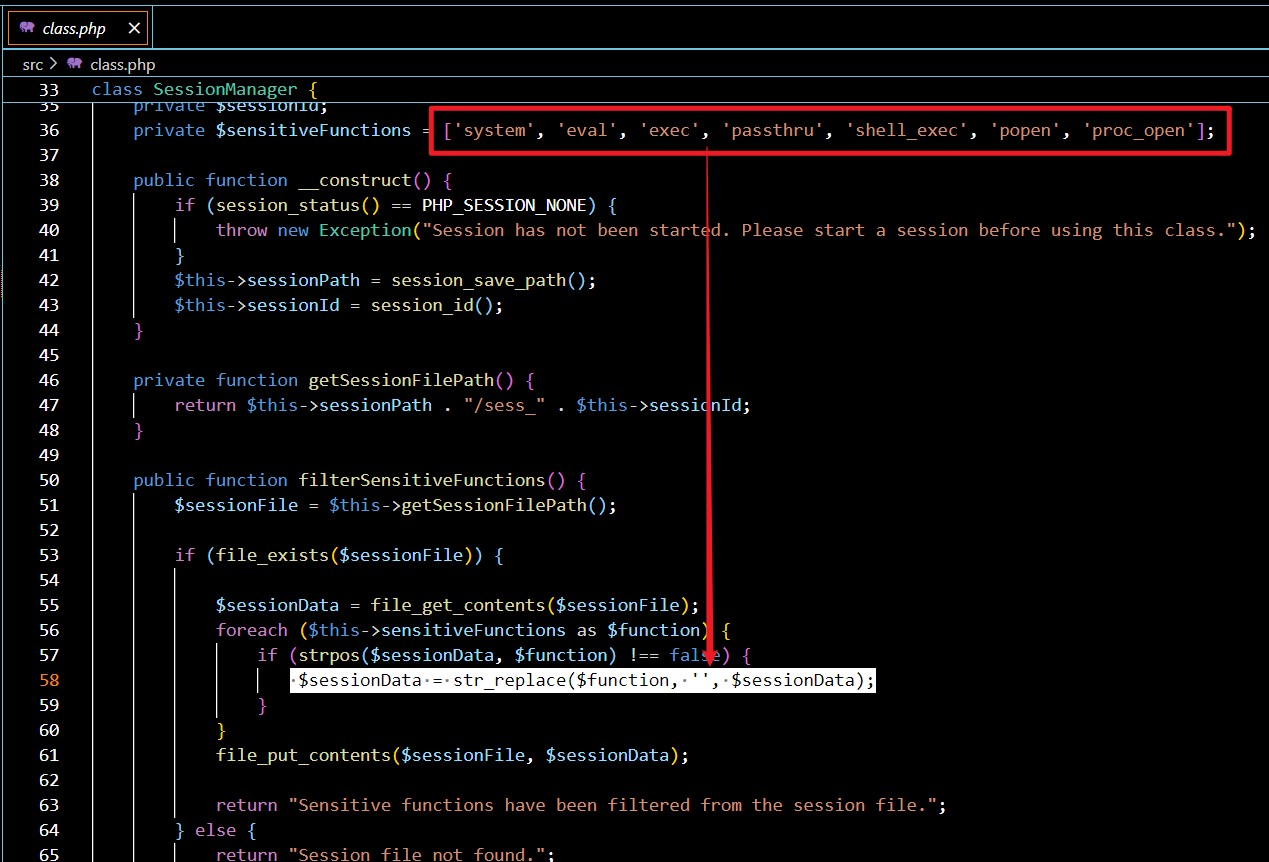 class.php
src > class.php
33 class SessionManager {
35 private $sessionId;
36 private $sensitiveFunctions = ['system', 'eval', 'exec', 'passthru', 'shell_exec', 'popen', 'proc_open'];
37
38 public function __construct() {
39 if (session_status() == PHP_SESSION_NONE) {
40 throw new Exception("Session has not been started. Please start a session before using this class.");
41 }
42 $this->sessionPath = session_save_path();
43 $this->sessionId = session_id();
44 }
45
46 private function getSessionFilePath() {
47 return $this->sessionPath . "/sess_" . $this->sessionId;
48 }
49
50 public function filterSensitiveFunctions() {
51 $sessionFile = $this->getSessionFilePath();
52
53 if (file_exists($sessionFile)) {
54
55 $sessionData = file_get_contents($sessionFile);
56 foreach ($this->sensitiveFunctions as $function) {
57 if (strpos($sessionData, $function) !== false) {
58 $sessionData = str_replace($function, '', $sessionData);
59 }
60 }
61 file_put_contents($sessionFile, $sessionData);
62
63 return "Sensitive functions have been filtered from the session file.";
64 } else {
65 return "Session file not found.";